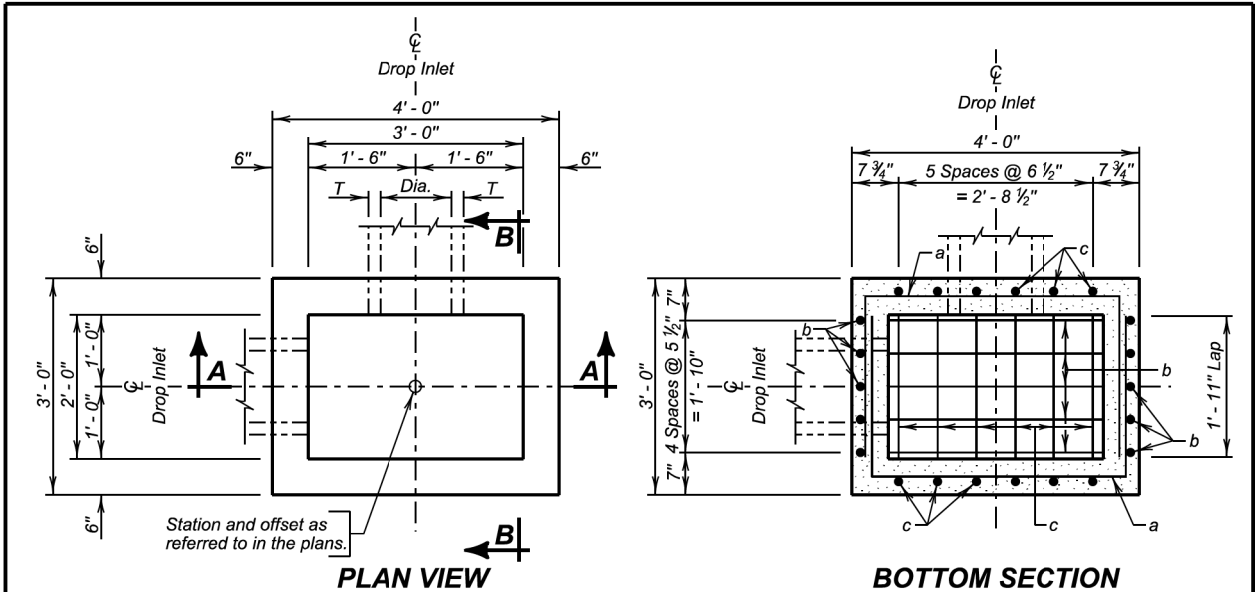 ℄
Drop Inlet
4' - 0"
3' - 0"
6"
1' - 6"
1' - 6"
6"
T
Dia.
T
B
6"
3' - 0"
2' - 0"
1' - 0"
1' - 0"
℄
Drop Inlet
A
A
6"
Station and offset as
referred to in the plans.
B
PLAN VIEW
℄
Drop Inlet
4' - 0"
7 ¾"
5 Spaces @ 6 ½"
= 2' - 8 ½"
7 ¾"
a
c
7"
b
3' - 0"
4 Spaces @ 5 ½"
= 1' - 10"
℄
Drop Inlet
b
1' - 11" Lap
b
7"
c
c
a
BOTTOM SECTION